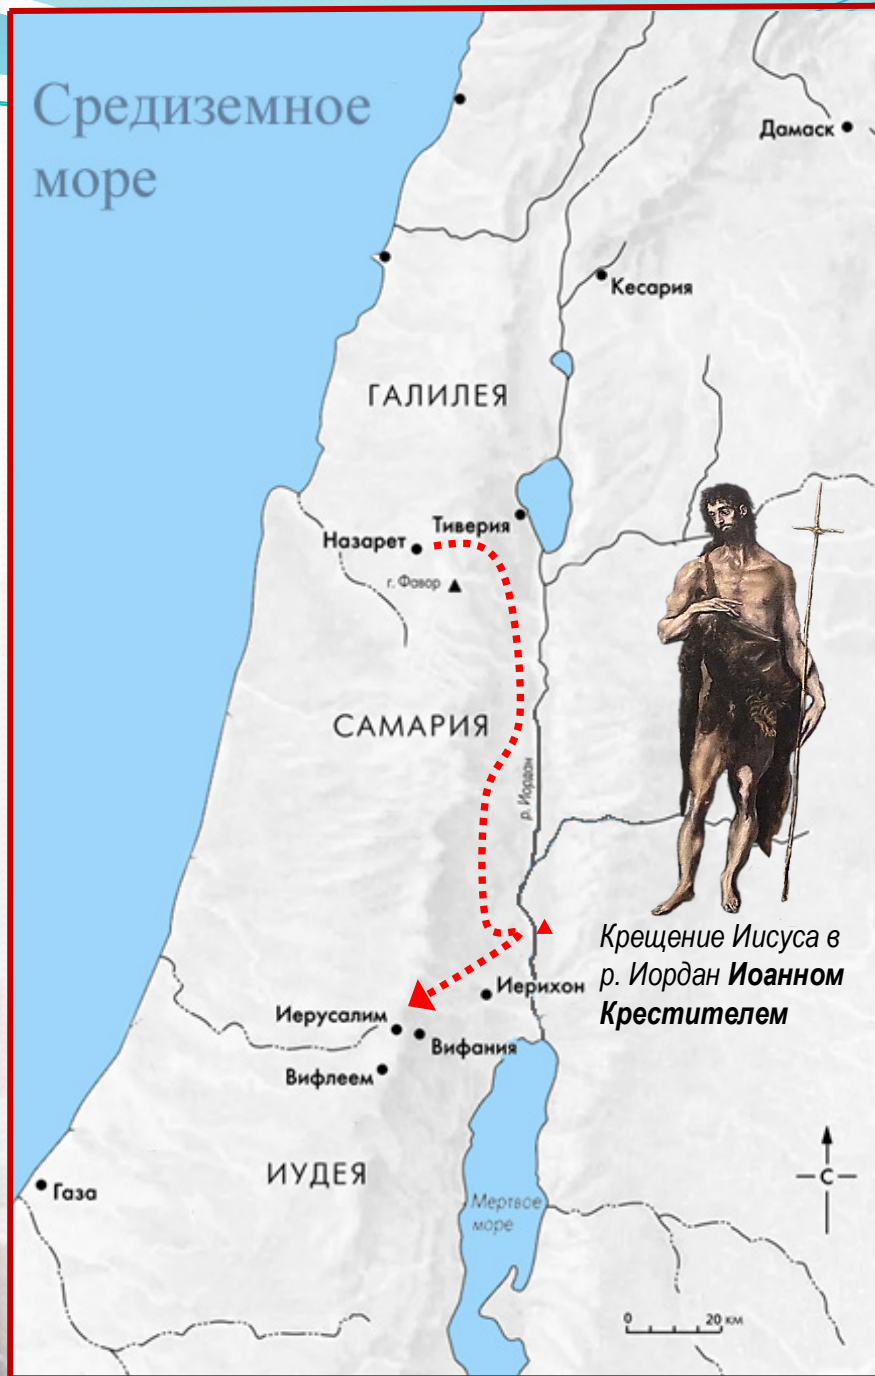 Средиземное
море
Дамаск
Кесария
ГАЛИЛЕЯ
Тиверия
Назарет
г. Фавор
САМАРИЯ
р. Иордан
Крещение Иисуса в
р. Иордан Иоанном
Крестителем
Иерихон
Иерусалим
Вифания
Вифлеем
ИУДЕЯ
Газа
С
Мертвое
море
0 20 км